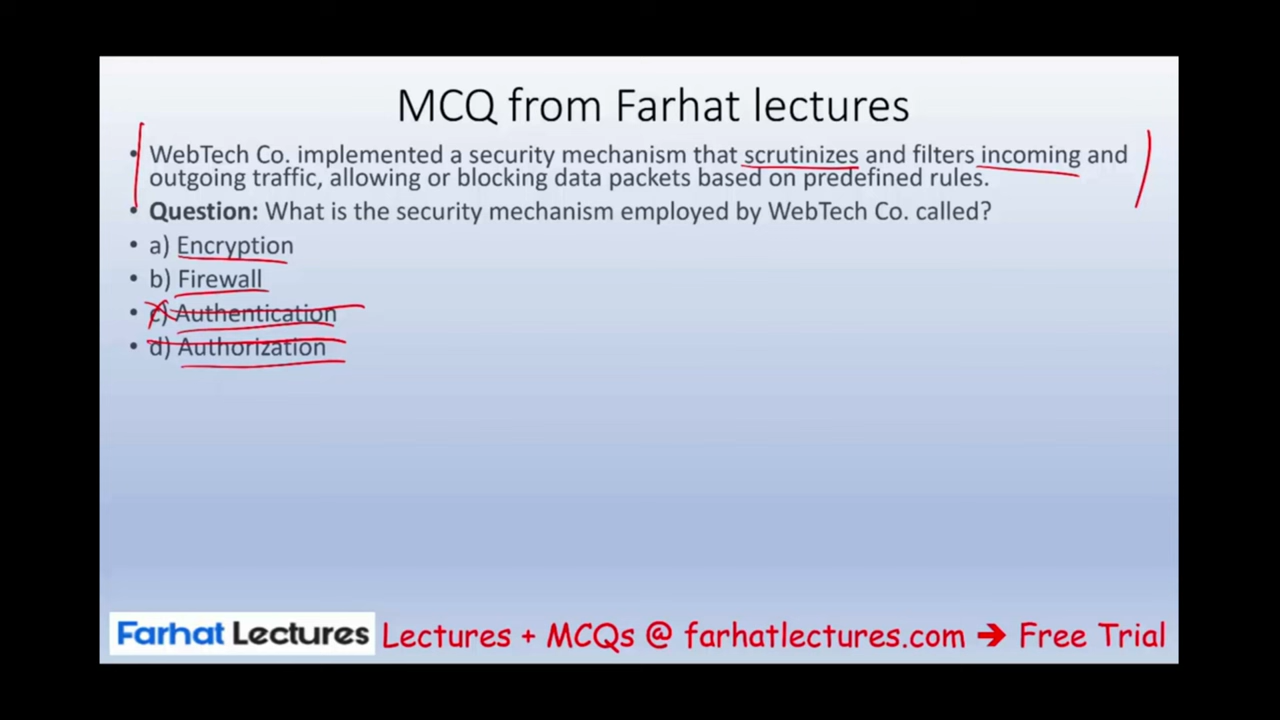 MCQ from Farhat lectures
• WebTech Co. implemented a security mechanism that scrutinizes and filters incoming and
outgoing traffic, allowing or blocking data packets based on predefined rules.
• Question: What is the security mechanism employed by WebTech Co. called?
• a) Encryption
• b) Firewall
• c) Authentication
• d) Authorization
Farhat Lectures Lectures + MCQs @ farhatlectures.com → Free Trial